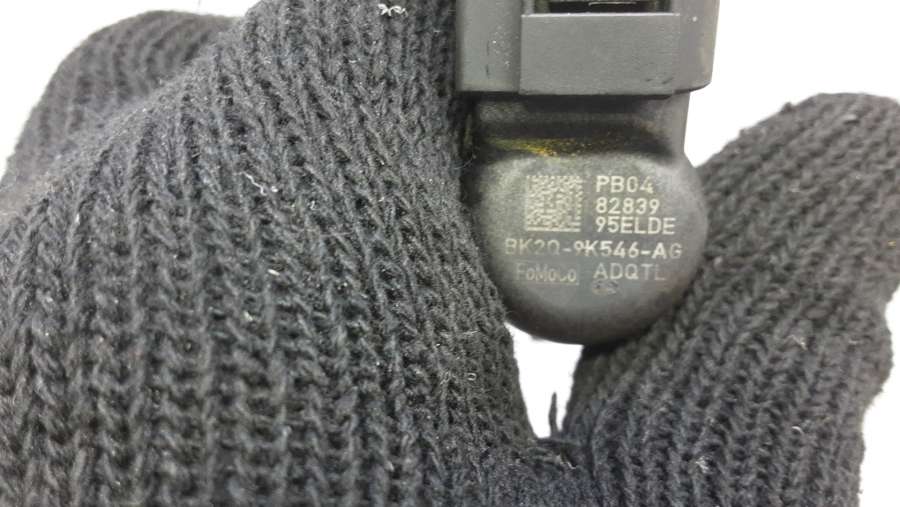 PB04
82839
95ELDE
BK2Q-9K546-AG
FoMoCo ADQTL